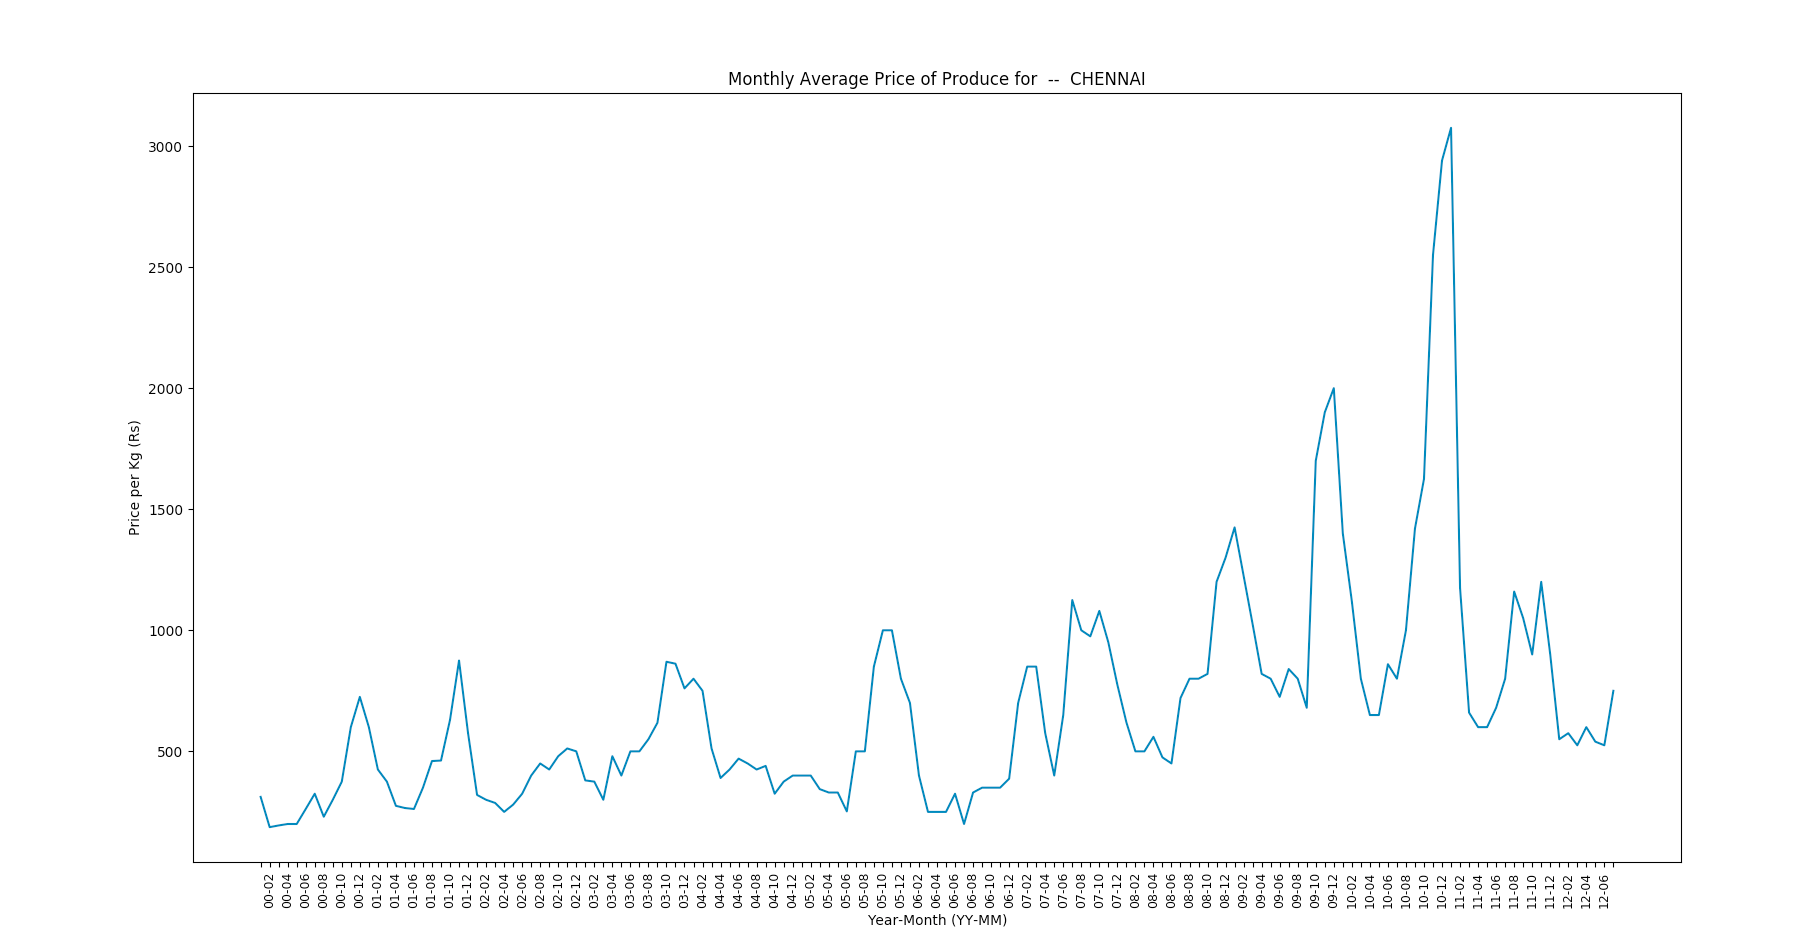 Monthly Average Price of Produce for -- CHENNAI
Price per Kg (Rs)
3000
2500
2000
1500
1000
500
00-02 00-04 00-06 00-08 00-10 00-12 01-02 01-04 01-06 01-08 01-10 01-12 02-02 02-04 02-06 02-08 02-10 02-12 03-02 03-04 03-06 03-08 03-10 03-12 04-02 04-04 04-06 04-08 04-10 04-12 05-02 05-04 05-06 05-08 05-10 05-12 06-02 06-04 06-06 06-08 06-10 06-12 07-02 07-04 07-06 07-08 07-10 07-12 08-02 08-04 08-06 08-08 08-10 08-12 09-02 09-04 09-06 09-08 09-10 09-12 10-02 10-04 10-06 10-08 10-10 10-12 11-02 11-04 11-06 11-08 11-10 11-12 12-02 12-04 12-06
Year-Month (YY-MM)